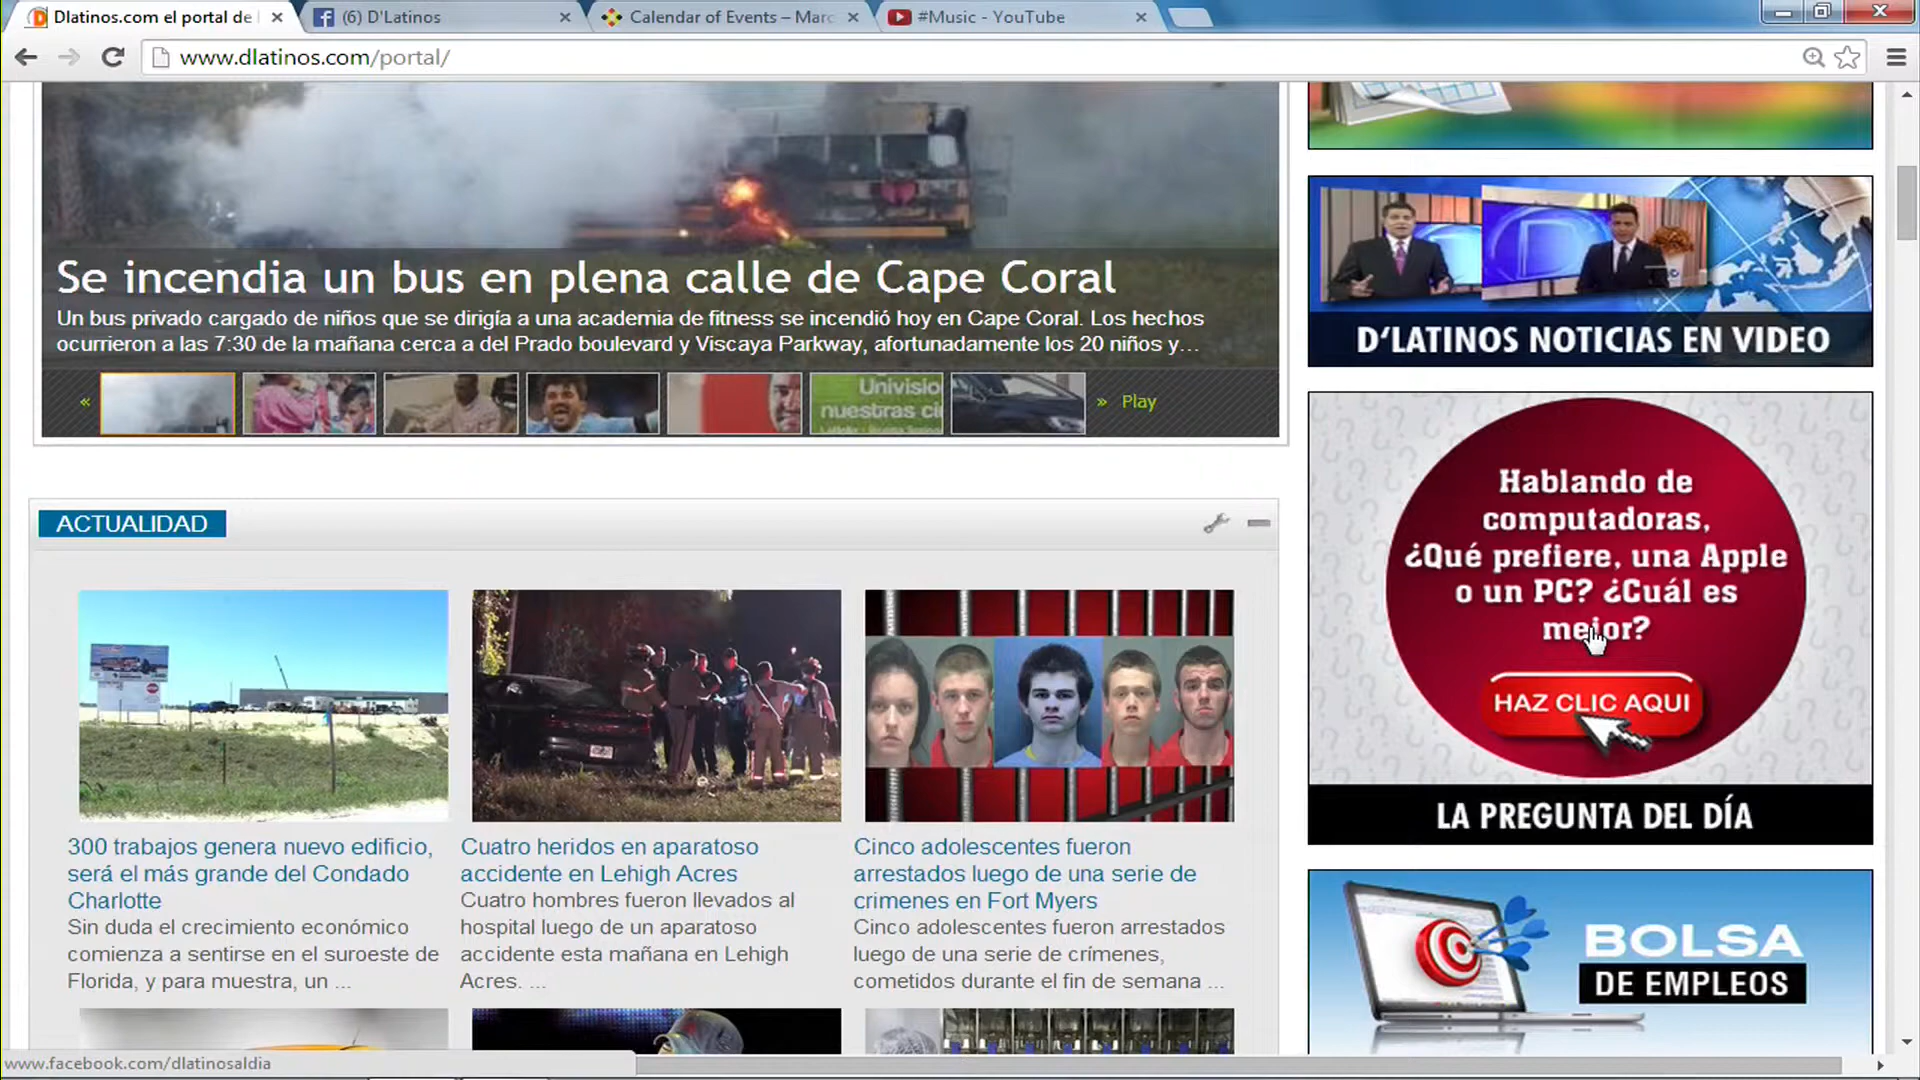 Dlatinos.com el portal de
(6) D'Latinos
Calendar of Events – Marc
#Music - YouTube
www.dlatinos.com/portal/
Se incendia un bus en plena calle de Cape Coral
Un bus privado cargado de niños que se dirigía a una academia de fitness se incendió hoy en Cape Coral. Los hechos
ocurrieron a las 7:30 de la mañana cerca a del Prado boulevard y Viscaya Parkway, afortunadamente los 20 niños y...
«
Univisio
nuestras ci
» Play
D'LATINOS NOTICIAS EN VIDEO
Hablando de
computadoras,
¿Qué prefiere, una Apple
o un PC? ¿Cuál es
mejor?
HAZ CLIC AQUI
LA PREGUNTA DEL DÍA
BOLSA
DE EMPLEOS
ACTUALIDAD
300 trabajos genera nuevo edificio,
será el más grande del Condado
Charlotte
Sin duda el crecimiento económico
comienza a sentirse en el suroeste de
Florida, y para muestra, un ...
Cuatro heridos en aparatoso
accidente en Lehigh Acres
Cuatro hombres fueron llevados al
hospital luego de un aparatoso
accidente esta mañana en Lehigh
Acres. ...
Cinco adolescentes fueron
arrestados luego de una serie de
crimenes en Fort Myers
Cinco adolescentes fueron arrestados
luego de una serie de crímenes,
cometidos durante el fin de semana ...
www.facebook.com/dlatinosaldia